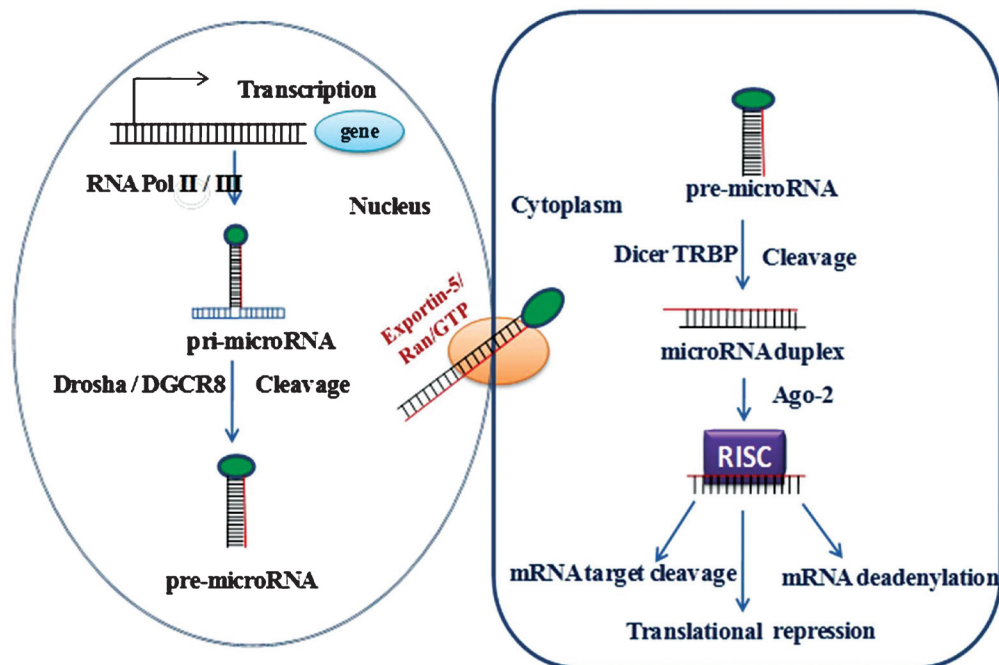 Transcription
gene
RNA Pol II / III
Nucleus
pri-microRNA
Drosha / DGCR8 Cleavage
pre-microRNA
Exportin-5/
Ran/GTP
Cytoplasm
pre-microRNA
Dicer TRBP Cleavage
microRNA duplex
Ago-2
RISC
mRNA target cleavage
mRNA deadenylation
Translational repression